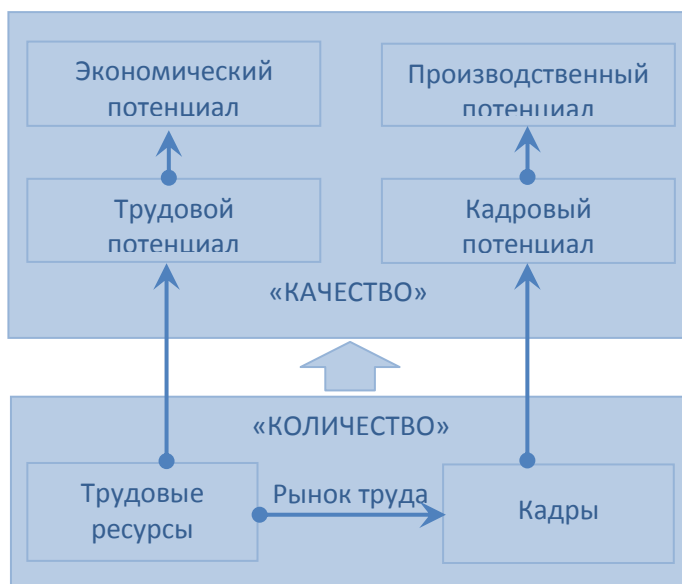 Экономический
потенциал
Производственный
потенциал
Трудовой
потенциал
Кадровый
потенциал
«КАЧЕСТВО»
«КОЛИЧЕСТВО»
Трудовые
ресурсы
Рынок труда
Кадры